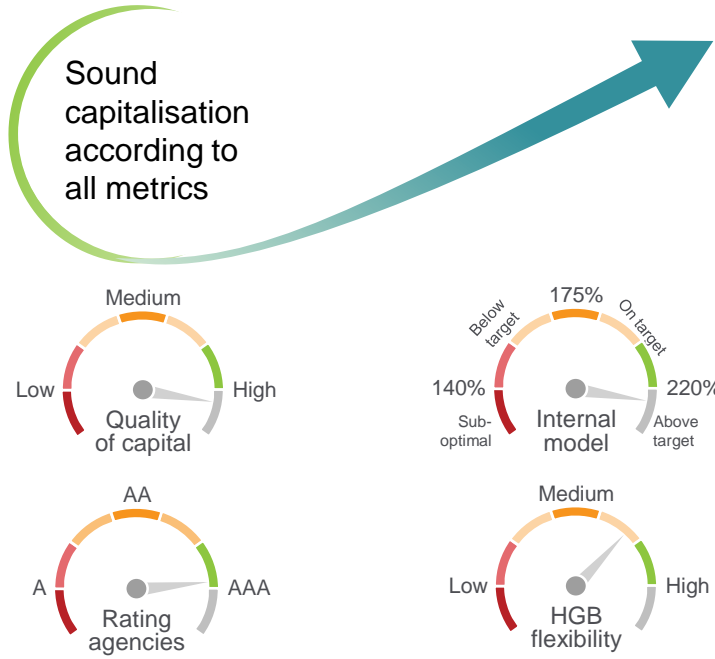 Sound
capitalisation
according to
all metrics
Medium
Low
High
Quality
of capital
175%
Below
target
On target
140%
220%
Sub-
optimal
Internal
model
Above
target
AA
A
AAA
Rating
agencies
Medium
Low
High
HGB
flexibility